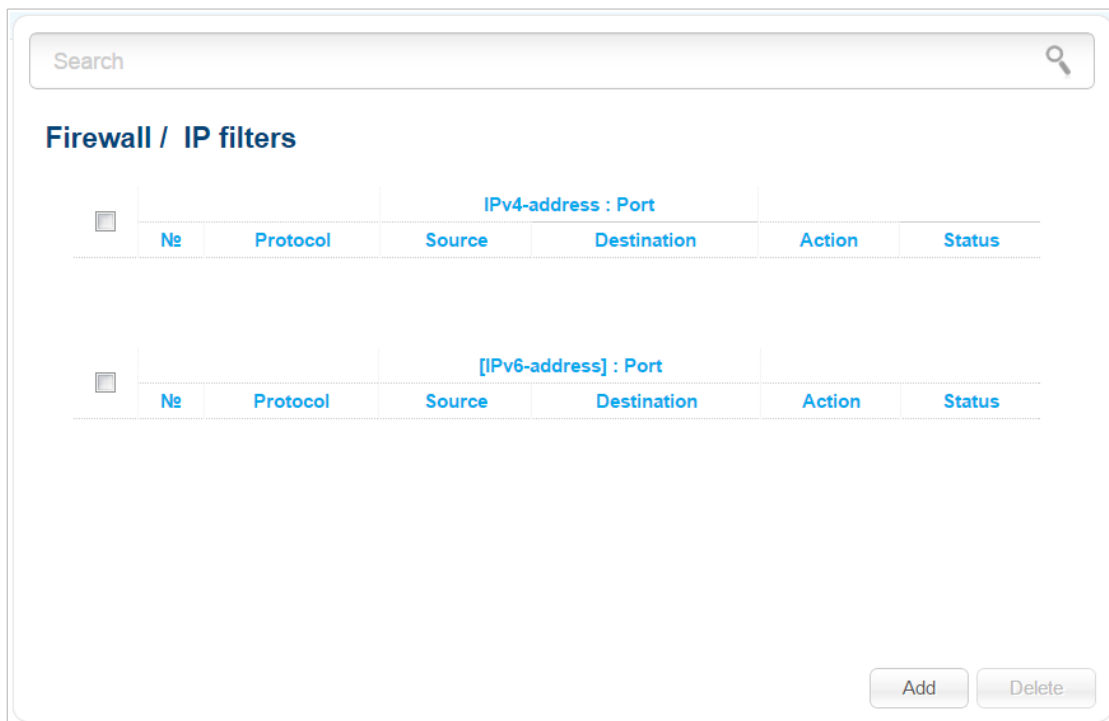 Search
Firewall / IP filters
IPv4-address : Port
№ Protocol Source Destination Action Status
[IPv6-address] : Port
№ Protocol Source Destination Action Status
Add Delete